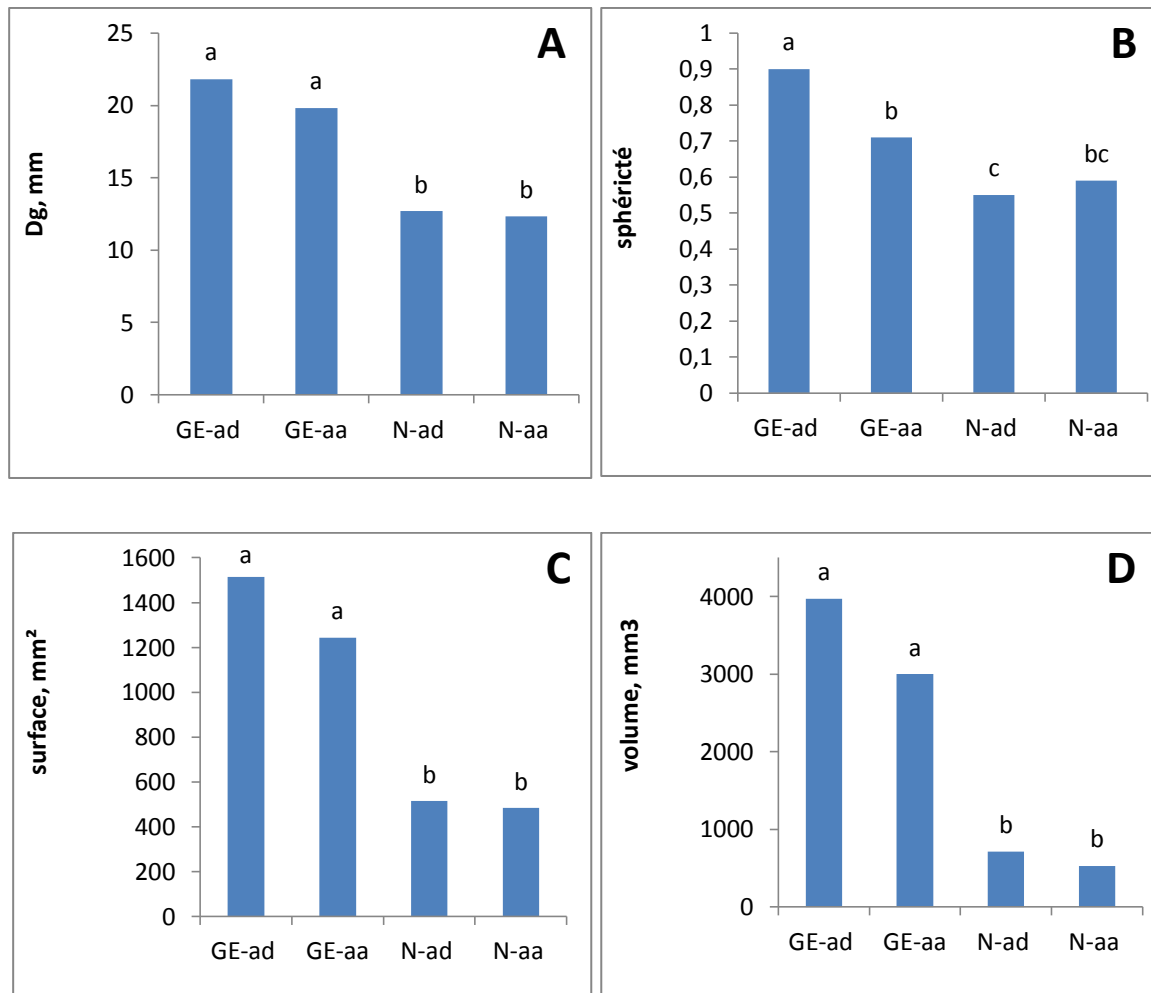 A
Dg, mm
25
20
15
10
5
0
a
a
b
b
GE-ad GE-aa N-ad N-aa
B
sphéricté
1
0,9
0,8
0,7
0,6
0,5
0,4
0,3
0,2
0,1
0
a
b
c
bc
GE-ad GE-aa N-ad N-aa
C
surface, mm²
1600
1400
1200
1000
800
600
400
200
0
a
a
b
b
GE-ad GE-aa N-ad N-aa
D
volume, mm3
4000
3000
2000
1000
0
a
a
b
b
GE-ad GE-aa N-ad N-aa